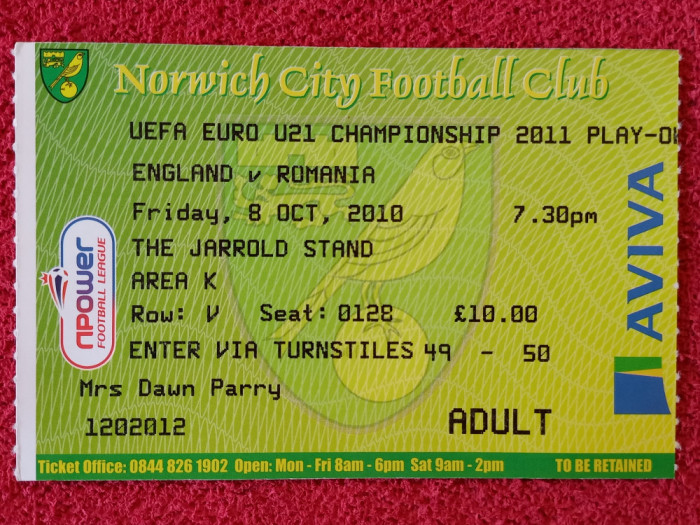 Norwich City Football Club
UEFA EURO U21 CHAMPIONSHIP 2011 PLAY-O
ENGLAND v ROMANIA
Friday, 8 OCT, 2010 7.30pm
THE JARROLD STAND
AREA K
Row: V Seat: 0128 £10.00
ENTER VIA TURNSTILES 49 - 50
Mrs Dawn Parry
1202012 ADULT
nPOWER
FOOTBALL LEAGUE
AVIVA
Ticket Office: 0844 826 1902 Open: Mon - Fri 8am - 6pm Sat 9am - 2pm TO BE RETAINED